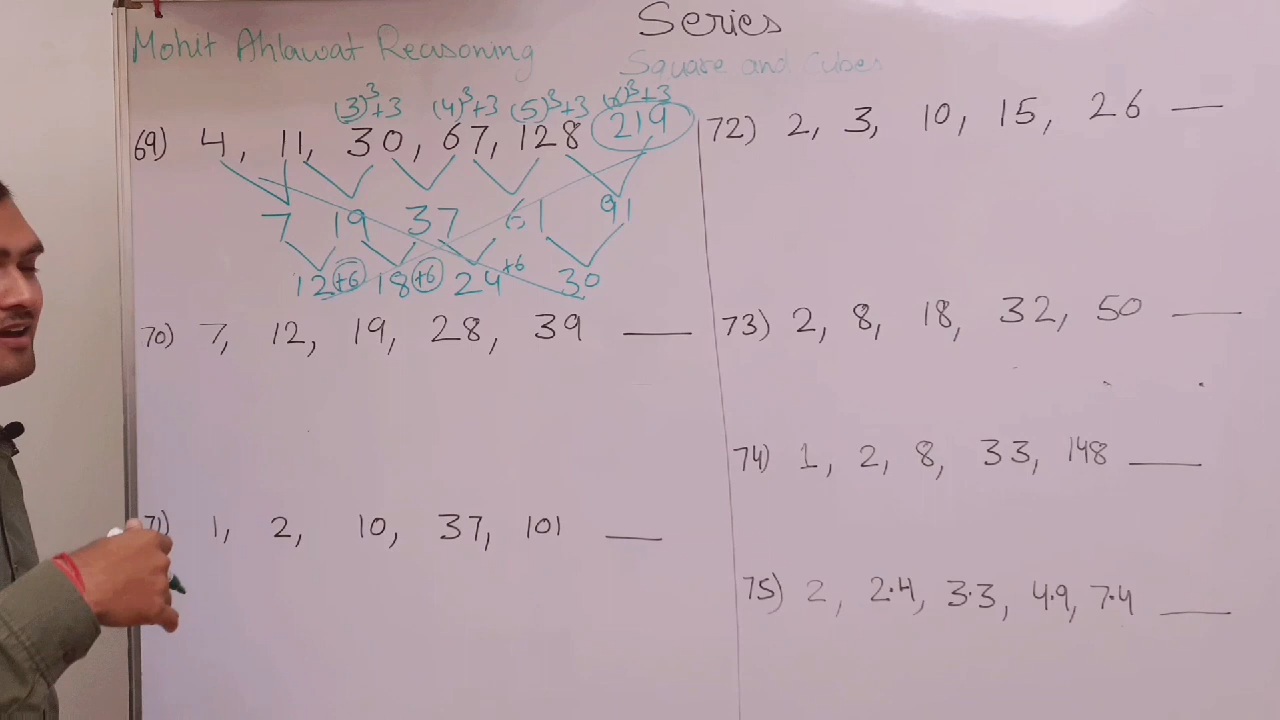 Series
Mohit Ahlawat Reasoning
Square and Cubes
(3)³+3 (4)³+3 (5)³+3 (6)³+3
69) 4, 11, 30, 67, 128 219
7 19 37 61 91
12 +6 18 +6 24 +6 30
70) 7, 12, 19, 28, 39 ___
71) 1, 2, 10, 37, 101 ___
72) 2, 3, 10, 15, 26 ___
73) 2, 8, 18, 32, 50 ___
74) 1, 2, 8, 33, 148 ___
75) 2, 2.4, 3.3, 4.9, 7.4 ___